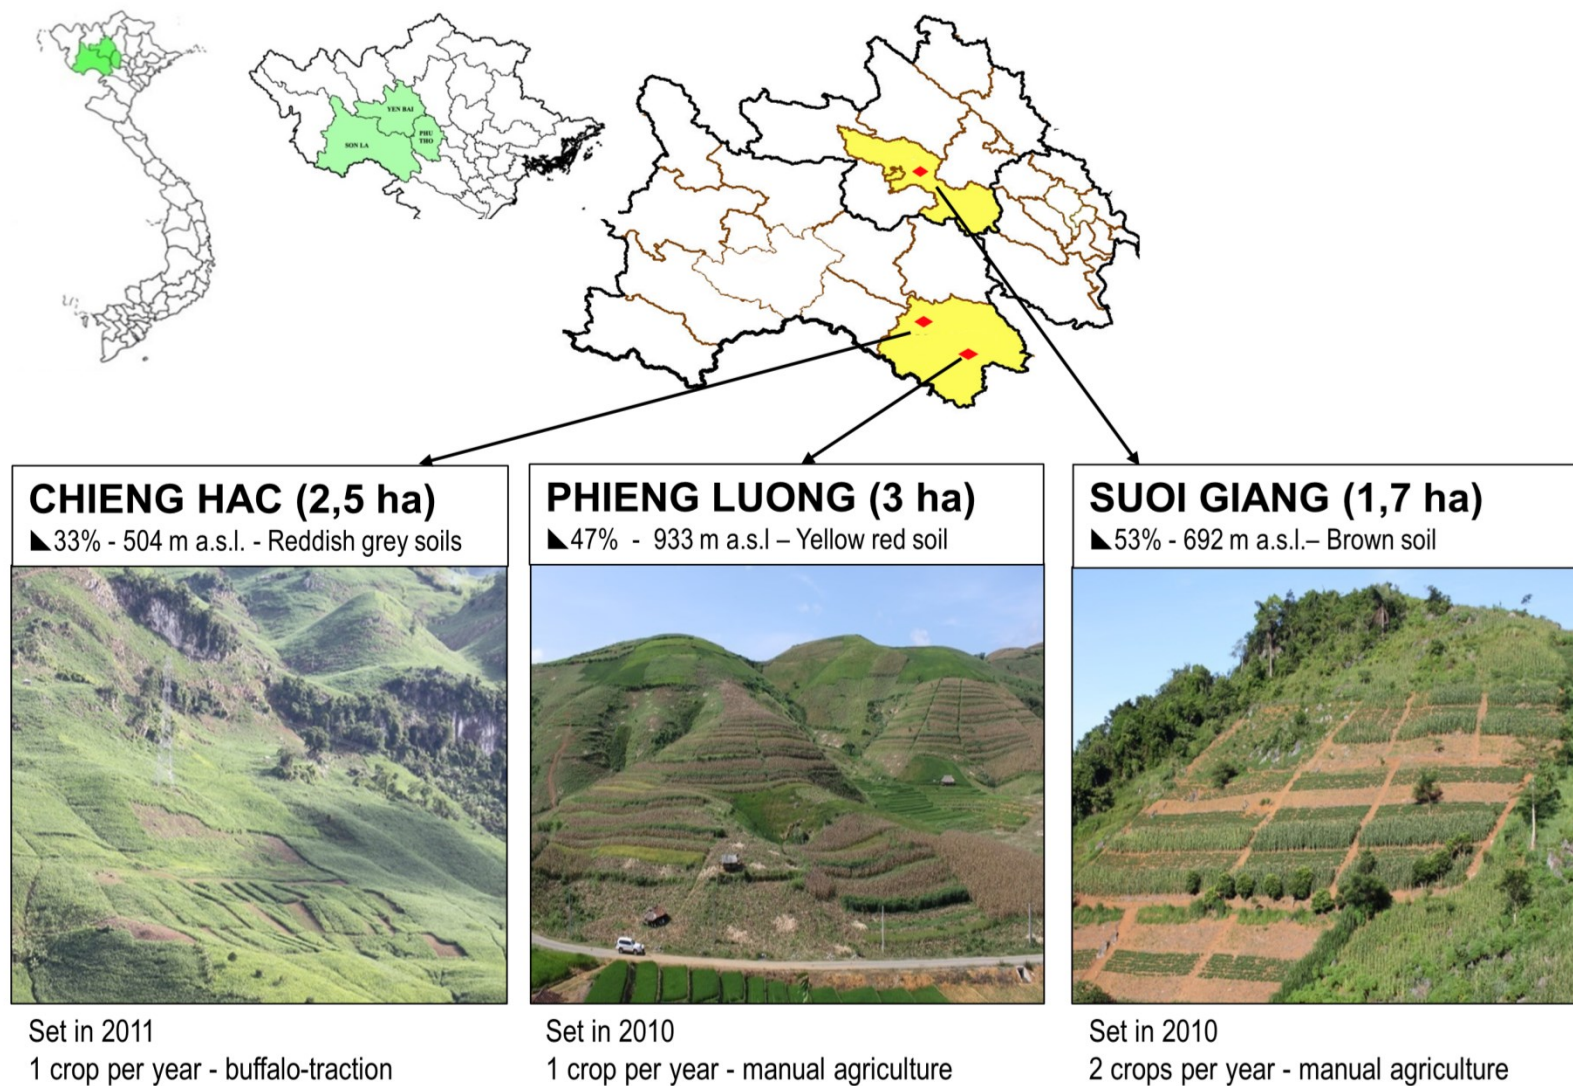 YEN BAI
PHU
THO
SON LA
CHIENG HAC (2,5 ha)
33% - 504 m a.s.l. - Reddish grey soils
PHIENG LUONG (3 ha)
47% - 933 m a.s.l – Yellow red soil
SUOI GIANG (1,7 ha)
53% - 692 m a.s.l.– Brown soil
Set in 2011
1 crop per year - buffalo-traction
Set in 2010
1 crop per year - manual agriculture
Set in 2010
2 crops per year - manual agriculture